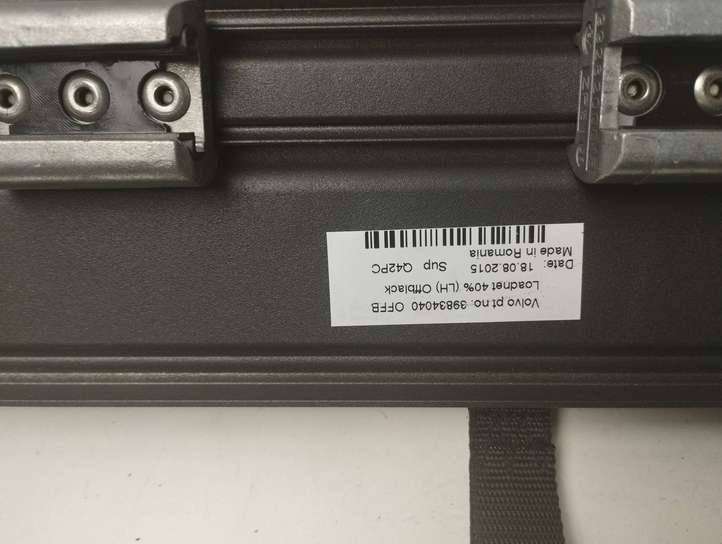 Volvo pt no: 39834040 OFFB
Loadnet 40% (LH) Offblack
Date: 18.08.2015 Sup Q42PC
Made in Romania